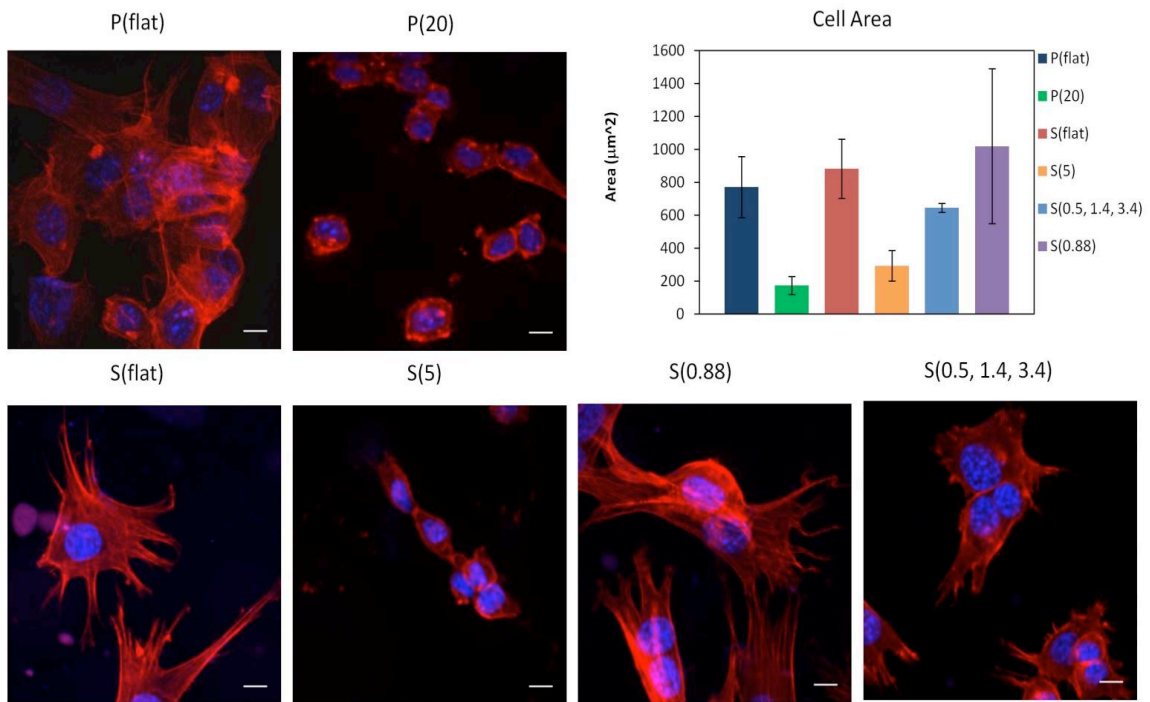 P(flat)
P(20)
Cell Area
1600
1400
1200
1000
800
600
400
200
0
Area (μm^2)
P(flat)
P(20)
S(flat)
S(5)
S(0.5, 1.4, 3.4)
S(0.88)
S(flat)
S(5)
S(0.88)
S(0.5, 1.4, 3.4)